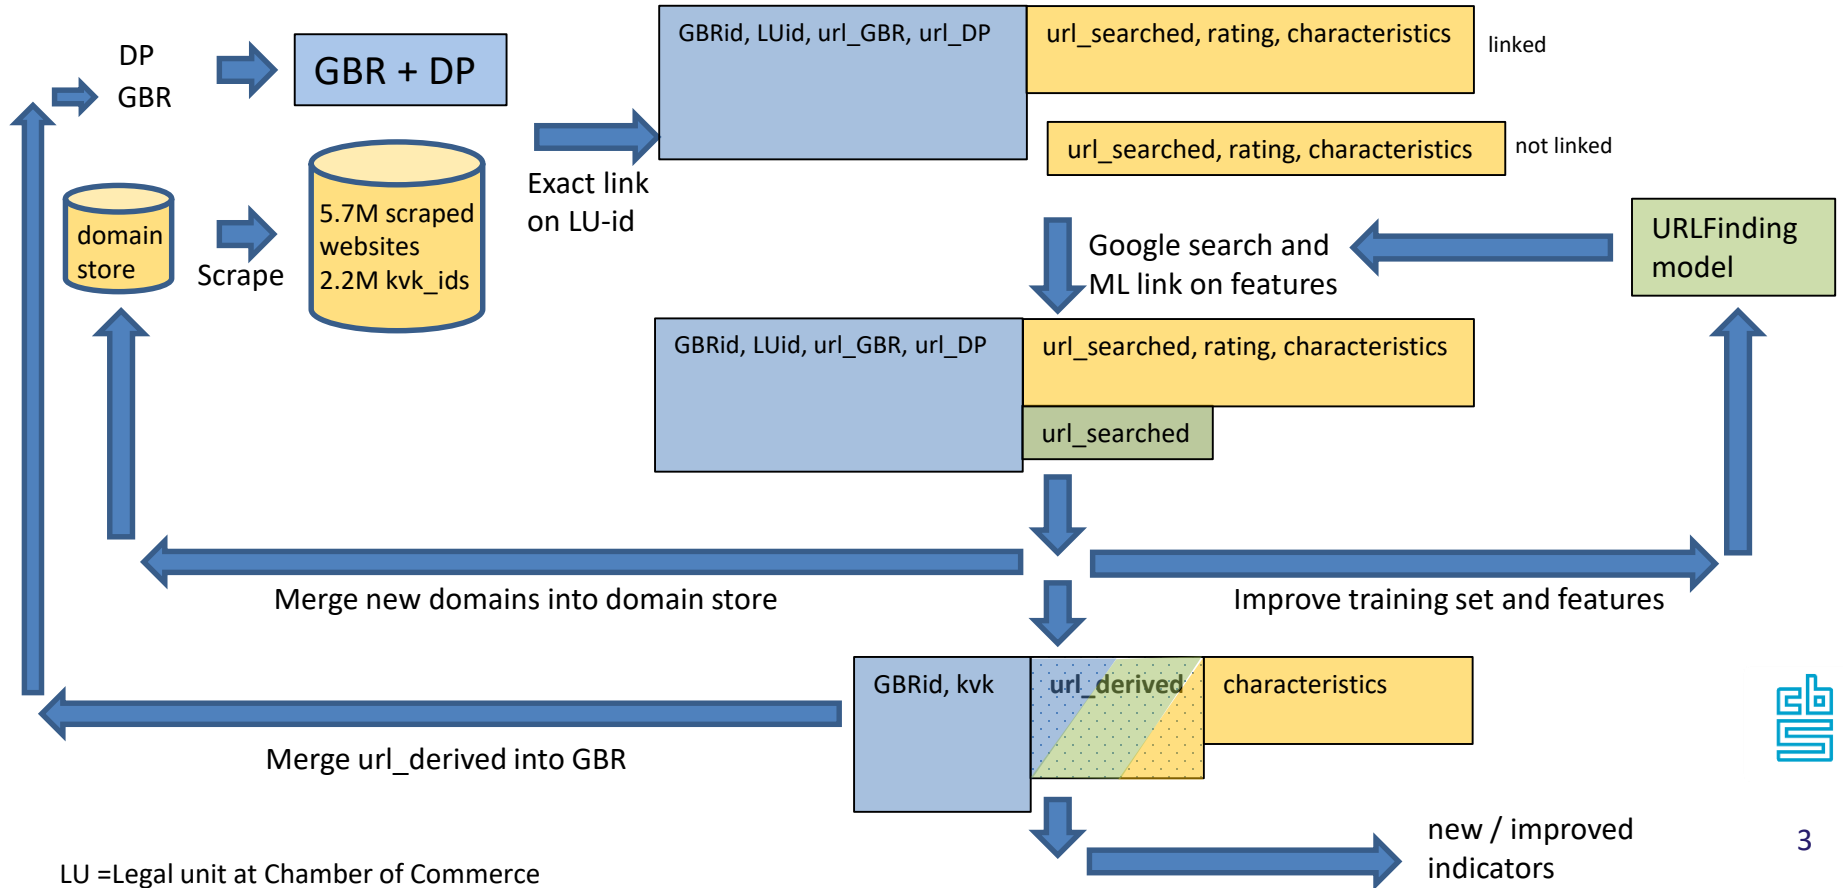 DP
GBR
GBR + DP
GBRid, LUid, url_GBR, url_DP
url_searched, rating, characteristics
linked
url_searched, rating, characteristics
not linked
domain
store
Scrape
5.7M scraped
websites
2.2M kvk_ids
Exact link
on LU-id
Google search and
ML link on features
URLFinding
model
GBRid, LUid, url_GBR, url_DP
url_searched, rating, characteristics
url_searched
Merge new domains into domain store
Improve training set and features
GBRid, kvk
url_derived
characteristics
Merge url_derived into GBR
new / improved
indicators
cbs
3
LU =Legal unit at Chamber of Commerce